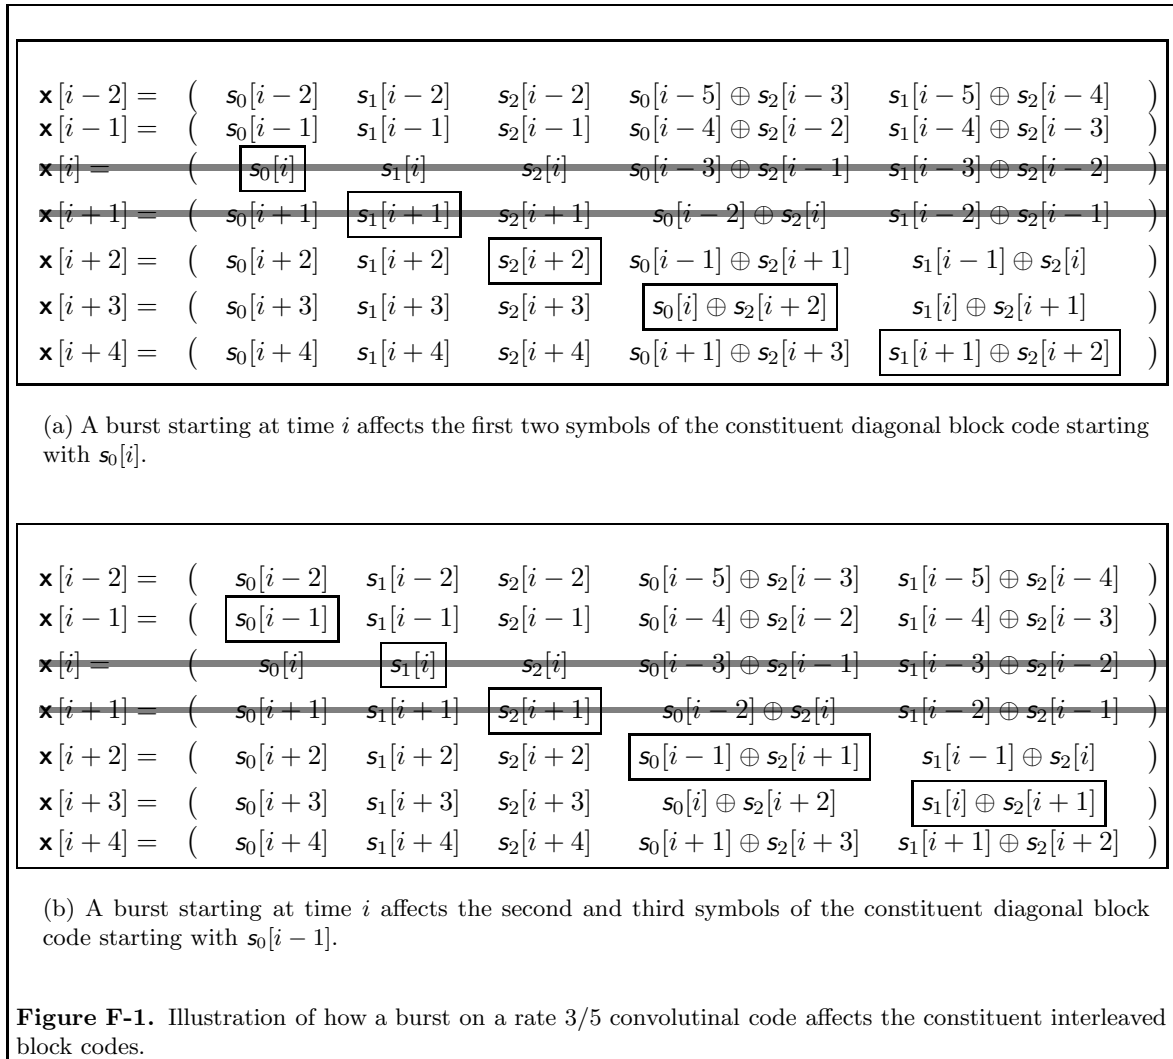 x[i − 2] = ( s₀[i − 2] s₁[i − 2] s₂[i − 2] s₀[i − 5] ⊕ s₂[i − 3] s₁[i − 5] ⊕ s₂[i − 4] )
x[i − 1] = ( s₀[i − 1] s₁[i − 1] s₂[i − 1] s₀[i − 4] ⊕ s₂[i − 2] s₁[i − 4] ⊕ s₂[i − 3] )
x[i] = ( s₀[i] s₁[i] s₂[i] s₀[i − 3] ⊕ s₂[i − 1] s₁[i − 3] ⊕ s₂[i − 2] )
x[i + 1] = ( s₀[i + 1] s₁[i + 1] s₂[i + 1] s₀[i − 2] ⊕ s₂[i] s₁[i − 2] ⊕ s₂[i − 1] )
x[i + 2] = ( s₀[i + 2] s₁[i + 2] s₂[i + 2] s₀[i − 1] ⊕ s₂[i + 1] s₁[i − 1] ⊕ s₂[i] )
x[i + 3] = ( s₀[i + 3] s₁[i + 3] s₂[i + 3] s₀[i] ⊕ s₂[i + 2] s₁[i] ⊕ s₂[i + 1] )
x[i + 4] = ( s₀[i + 4] s₁[i + 4] s₂[i + 4] s₀[i + 1] ⊕ s₂[i + 3] s₁[i + 1] ⊕ s₂[i + 2] )
(a) A burst starting at time i affects the first two symbols of the constituent diagonal block code starting
with s₀[i].
x[i − 2] = ( s₀[i − 2] s₁[i − 2] s₂[i − 2] s₀[i − 5] ⊕ s₂[i − 3] s₁[i − 5] ⊕ s₂[i − 4] )
x[i − 1] = ( s₀[i − 1] s₁[i − 1] s₂[i − 1] s₀[i − 4] ⊕ s₂[i − 2] s₁[i − 4] ⊕ s₂[i − 3] )
x[i] = ( s₀[i] s₁[i] s₂[i] s₀[i − 3] ⊕ s₂[i − 1] s₁[i − 3] ⊕ s₂[i − 2] )
x[i + 1] = ( s₀[i + 1] s₁[i + 1] s₂[i + 1] s₀[i − 2] ⊕ s₂[i] s₁[i − 2] ⊕ s₂[i − 1] )
x[i + 2] = ( s₀[i + 2] s₁[i + 2] s₂[i + 2] s₀[i − 1] ⊕ s₂[i + 1] s₁[i − 1] ⊕ s₂[i] )
x[i + 3] = ( s₀[i + 3] s₁[i + 3] s₂[i + 3] s₀[i] ⊕ s₂[i + 2] s₁[i] ⊕ s₂[i + 1] )
x[i + 4] = ( s₀[i + 4] s₁[i + 4] s₂[i + 4] s₀[i + 1] ⊕ s₂[i + 3] s₁[i + 1] ⊕ s₂[i + 2] )
(b) A burst starting at time i affects the second and third symbols of the constituent diagonal block
code starting with s₀[i − 1].
Figure F-1. Illustration of how a burst on a rate 3/5 convolutinal code affects the constituent interleaved
block codes.